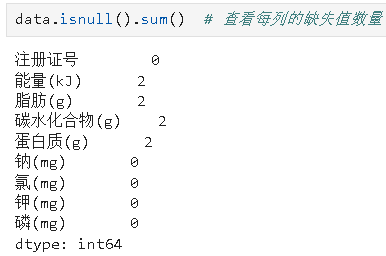 data.isnull().sum()  # 查看每列的缺失值数量
注册证号          0
能量(kJ)       2
脂肪(g)        2
碳水化合物(g)     2
蛋白质(g)       2
钠(mg)        0
氯(mg)        0
钾(mg)        0
磷(mg)        0
dtype: int64